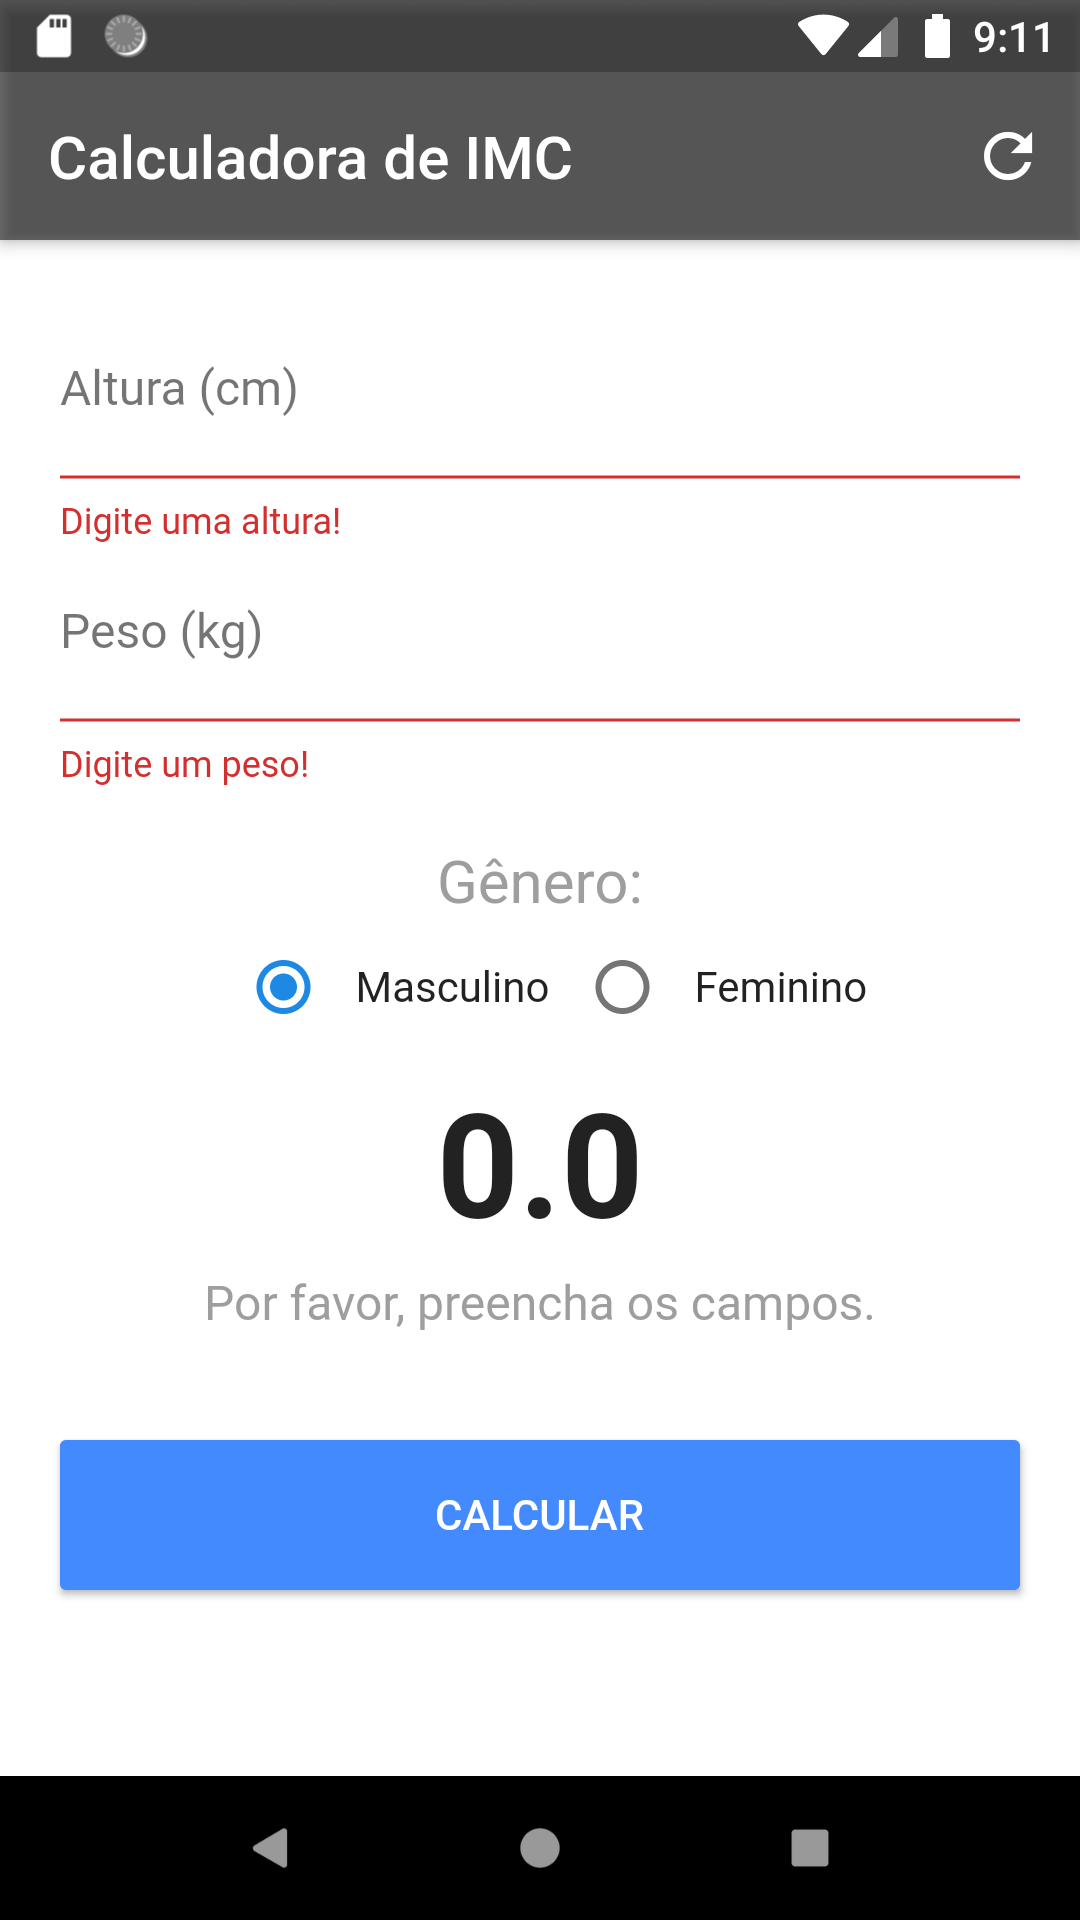 9:11
Calculadora de IMC
Altura (cm)
Digite uma altura!
Peso (kg)
Digite um peso!
Gênero:
Masculino Feminino
0.0
Por favor, preencha os campos.
CALCULAR